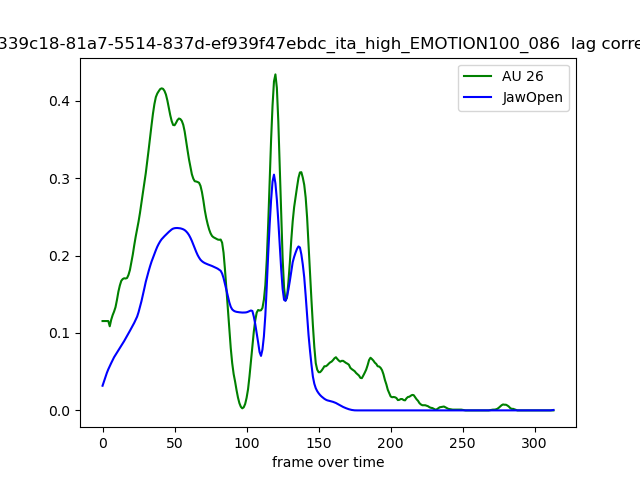 339c18-81a7-5514-837d-ef939f47ebdc_ita_high_EMOTION100_086 lag corre
AU 26
JawOpen
0.4
0.3
0.2
0.1
0.0
0 50 100 150 200 250 300
frame over time